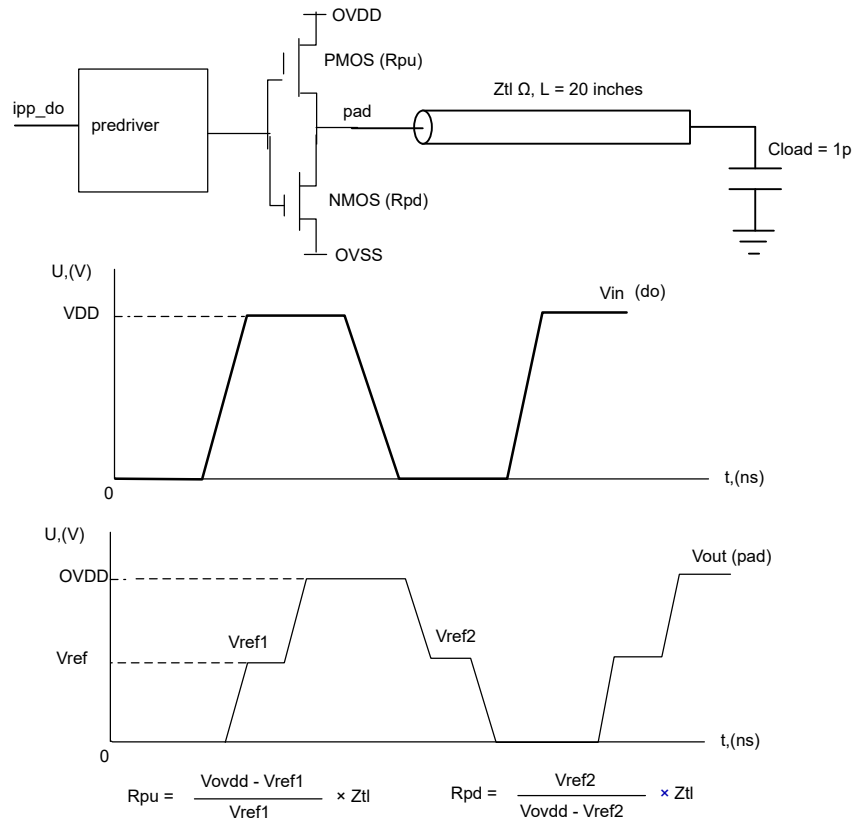 OVDD
PMOS (Rpu)
Ztl Ω, L = 20 inches
ipp_do
predriver
pad
Cload = 1p
NMOS (Rpd)
OVSS
U,(V)
VDD
Vin (do)
t,(ns)
0
U,(V)
OVDD
Vout (pad)
Vref1
Vref2
Vref
t,(ns)
0
Rpu = Vovdd - Vref1 / Vref1 × Ztl
Rpd = Vref2 / Vovdd - Vref2 × Ztl